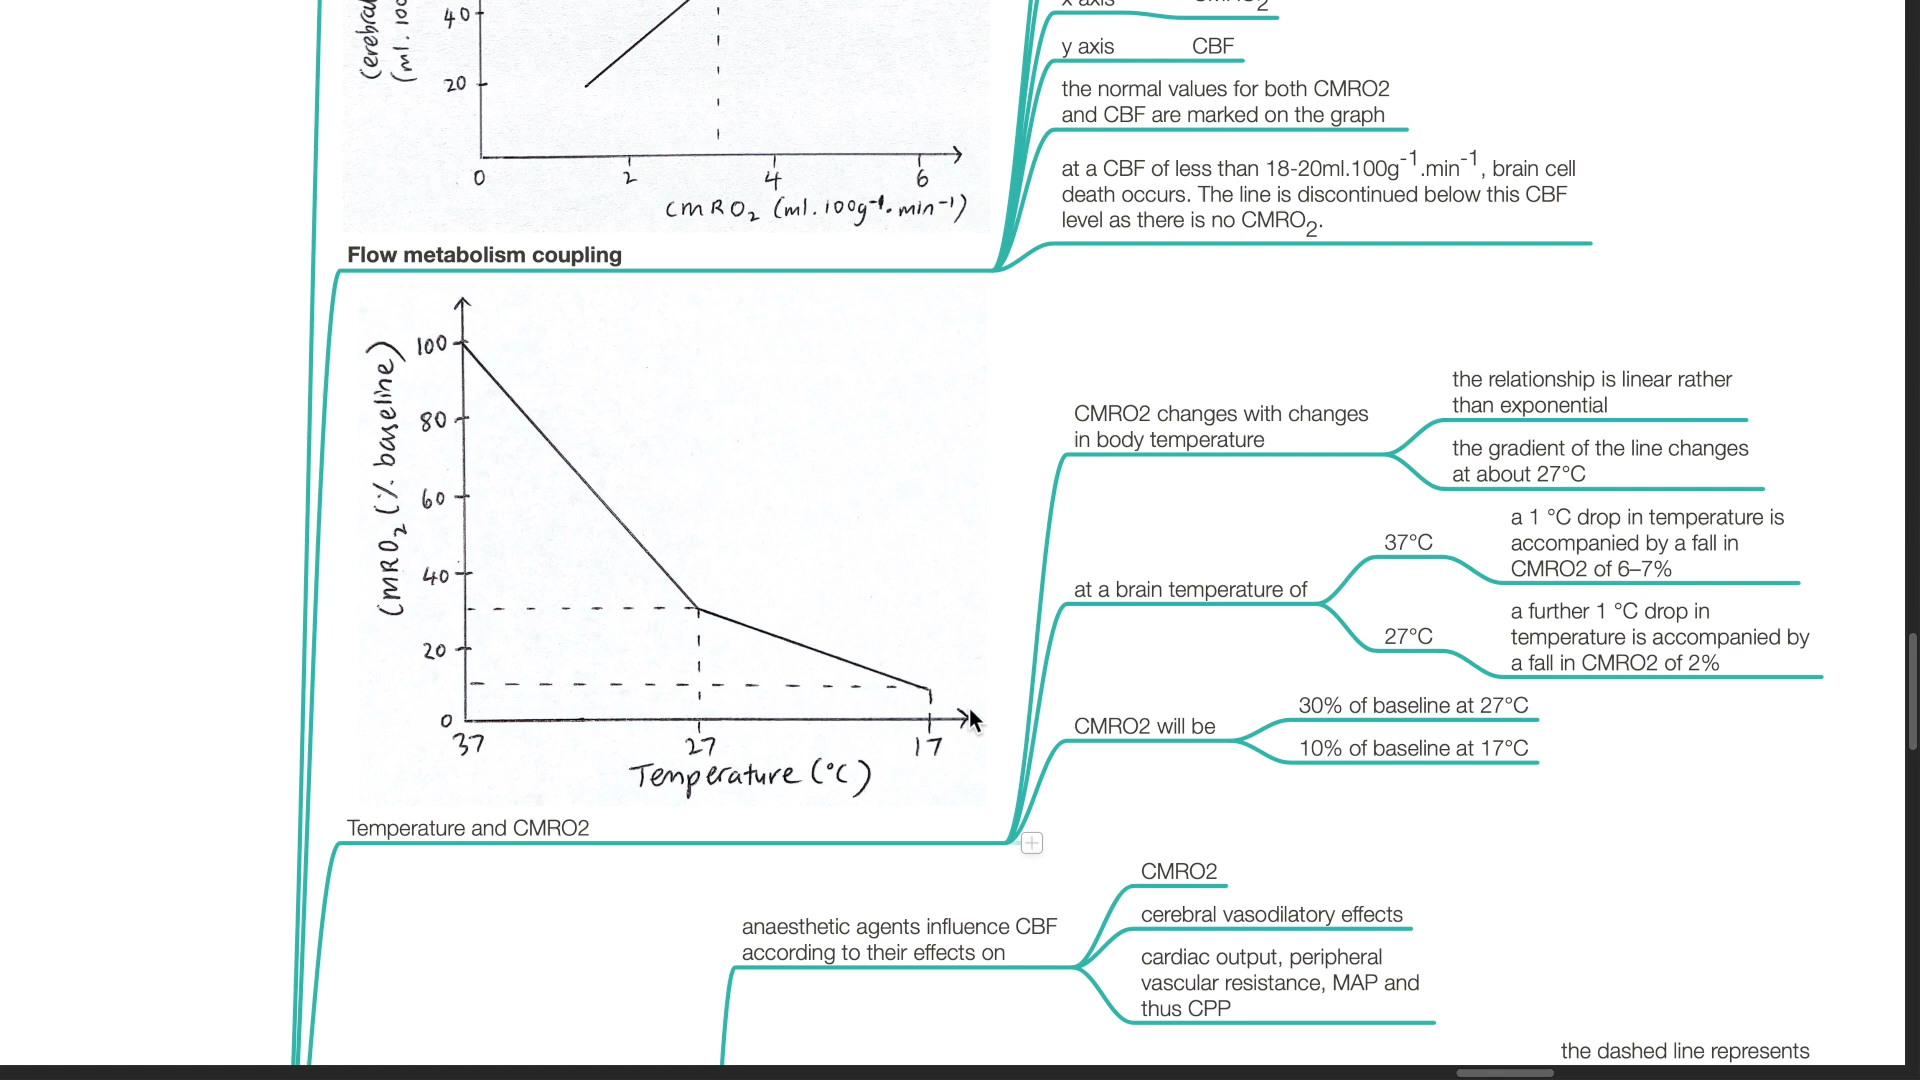 Cerebral
(ml. 100
40
20
0
2
4
6
CMRO2 (ml. 100g⁻¹. min⁻¹)
y axis
CBF
the normal values for both CMRO2
and CBF are marked on the graph
at a CBF of less than 18-20ml.100g⁻¹.min⁻¹, brain cell
death occurs. The line is discontinued below this CBF
level as there is no CMRO₂.
Flow metabolism coupling
CMRO₂ (% baseline)
100
80
60
40
20
0
37
27
17
Temperature (°C)
CMRO2 changes with changes
in body temperature
the relationship is linear rather
than exponential
the gradient of the line changes
at about 27°C
at a brain temperature of
37°C
a 1 °C drop in temperature is
accompanied by a fall in
CMRO2 of 6–7%
27°C
a further 1 °C drop in
temperature is accompanied by
a fall in CMRO2 of 2%
CMRO2 will be
30% of baseline at 27°C
10% of baseline at 17°C
Temperature and CMRO2
anaesthetic agents influence CBF
according to their effects on
CMRO2
cerebral vasodilatory effects
cardiac output, peripheral
vascular resistance, MAP and
thus CPP
the dashed line represents